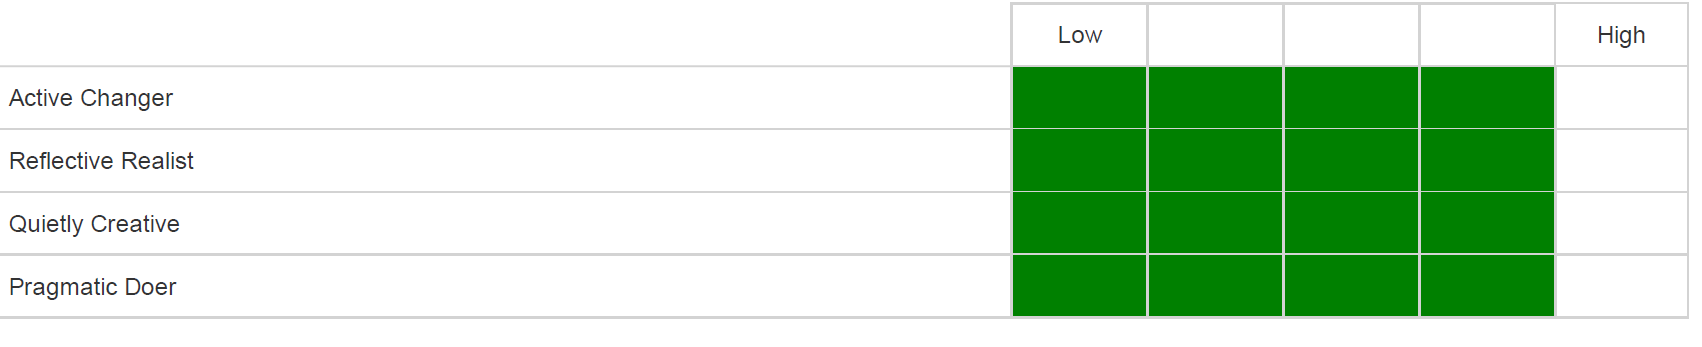 Low High
Active Changer
Reflective Realist
Quietly Creative
Pragmatic Doer